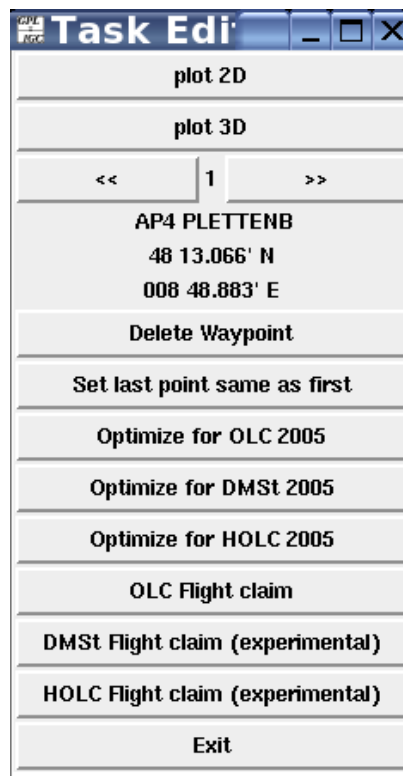 GPL
IGC
Task Edi
plot 2D
plot 3D
<< 1 >>
AP4 PLETTENB
48 13.066' N
008 48.883' E
Delete Waypoint
Set last point same as first
Optimize for OLC 2005
Optimize for DMSt 2005
Optimize for HOLC 2005
OLC Flight claim
DMSt Flight claim (experimental)
HOLC Flight claim (experimental)
Exit